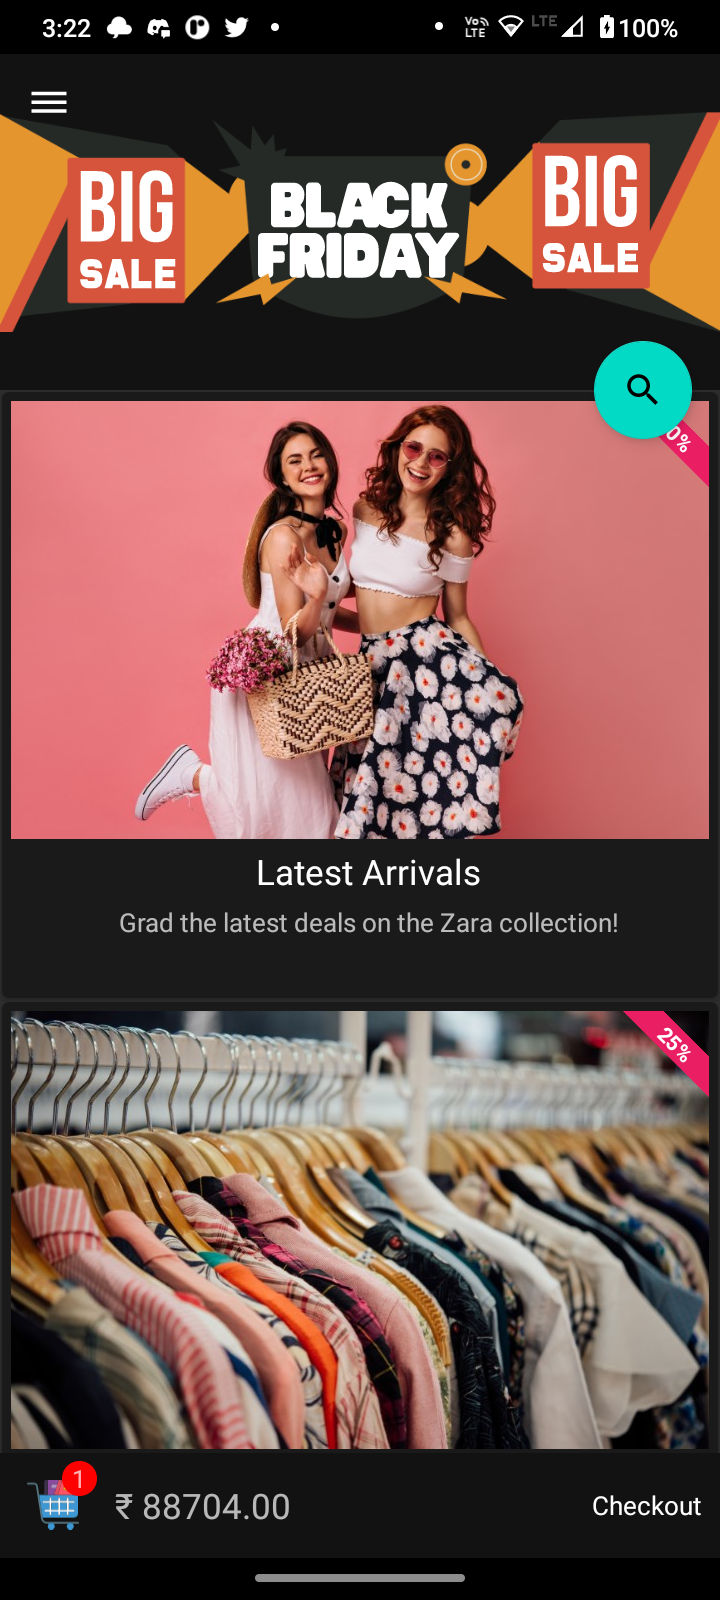 3:22
Vo
LTE
LTE
100%
BIG
SALE
BLACK
FRIDAY
BIG
SALE
0%
Latest Arrivals
Grad the latest deals on the Zara collection!
25%
1
₹ 88704.00
Checkout